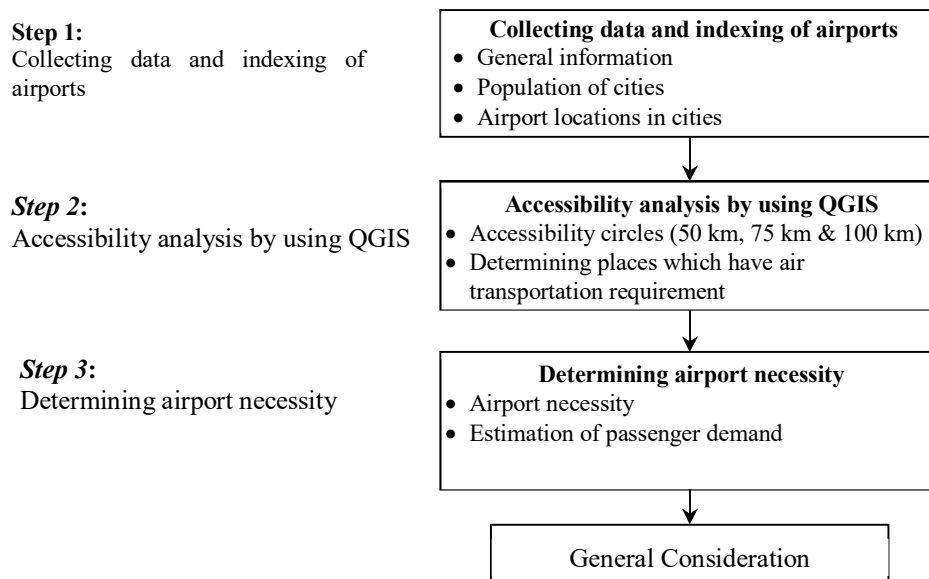 Step 1:
Collecting data and indexing of
airports
Collecting data and indexing of airports
• General information
• Population of cities
• Airport locations in cities
Step 2:
Accessibility analysis by using QGIS
Accessibility analysis by using QGIS
• Accessibility circles (50 km, 75 km & 100 km)
• Determining places which have air
transportation requirement
Step 3:
Determining airport necessity
Determining airport necessity
• Airport necessity
• Estimation of passenger demand
General Consideration